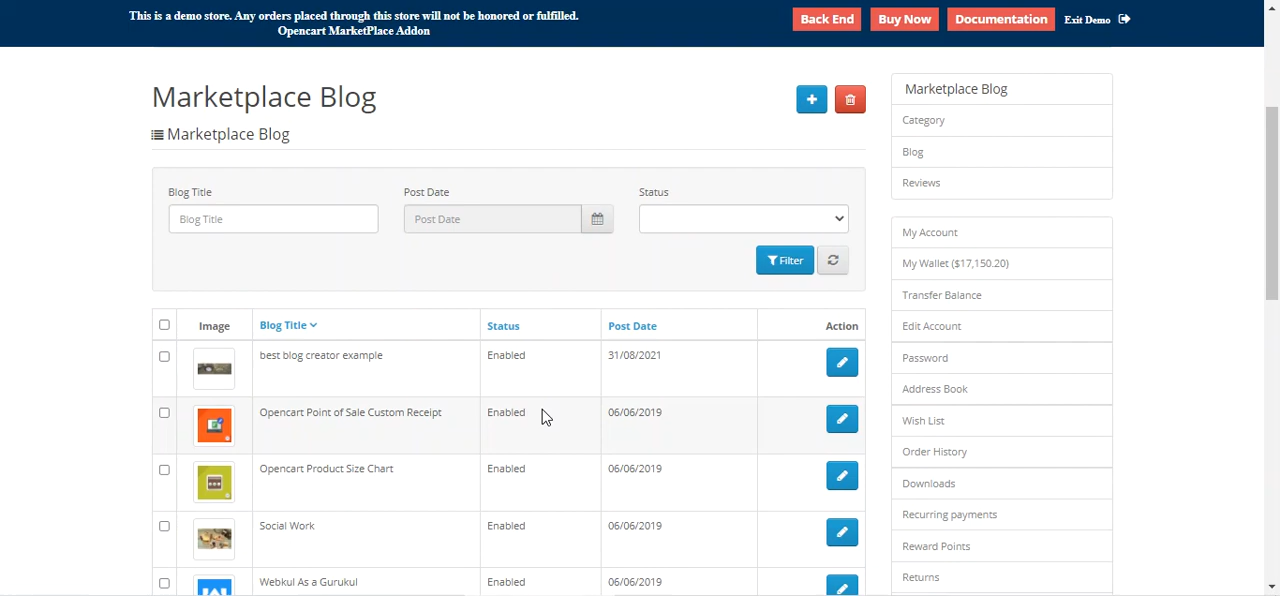 This is a demo store. Any orders placed through this store will not be honored or fulfilled.
Opencart MarketPlace Addon
Back End
Buy Now
Documentation
Exit Demo
Marketplace Blog
Marketplace Blog
Blog Title
Post Date
Status
Blog Title
Post Date
Filter
Image
Blog Title
Status
Post Date
Action
best blog creator example
Enabled
31/08/2021
Opencart Point of Sale Custom Receipt
Enabled
06/06/2019
Opencart Product Size Chart
Enabled
06/06/2019
Social Work
Enabled
06/06/2019
Webkul As a Gurukul
Enabled
06/06/2019
Marketplace Blog
Category
Blog
Reviews
My Account
My Wallet ($17,150.20)
Transfer Balance
Edit Account
Password
Address Book
Wish List
Order History
Downloads
Recurring payments
Reward Points
Returns